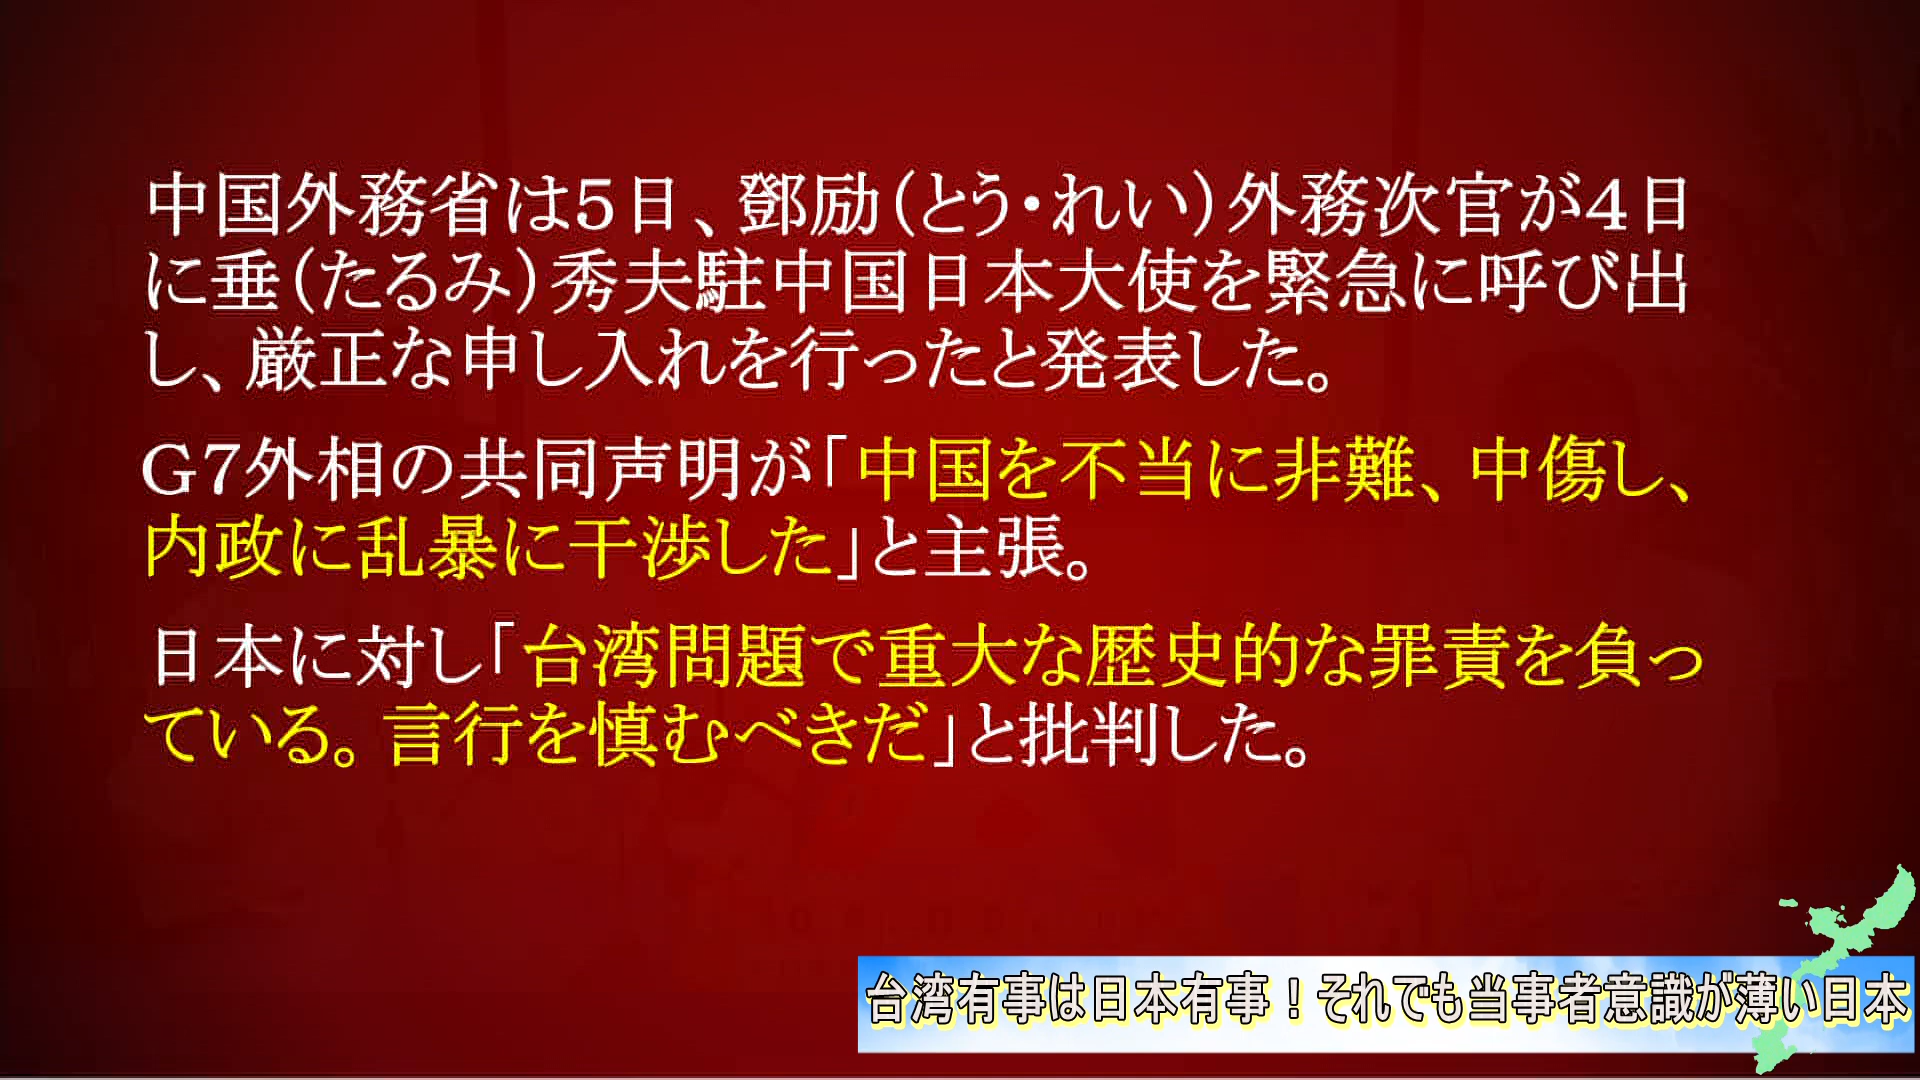 中国外務省は５日、鄧励（とう・れい）外務次官が４日
に垂（たるみ）秀夫駐中国日本大使を緊急に呼び出
し、厳正な申し入れを行ったと発表した。
Ｇ７外相の共同声明が「中国を不当に非難、中傷し、
内政に乱暴に干渉した」と主張。
日本に対し「台湾問題で重大な歴史的な罪責を負っ
ている。言行を慎むべきだ」と批判した。
台湾有事は日本有事！それでも当事者意識が薄い日本